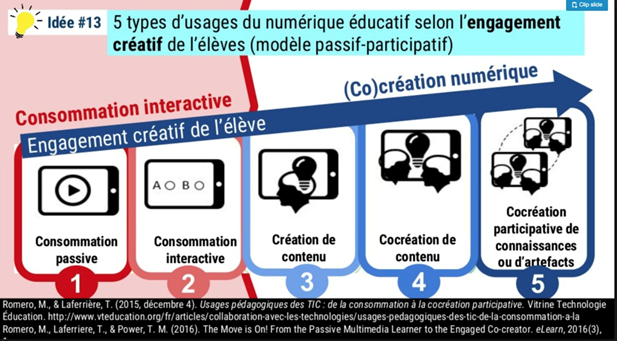 Clip slide
Idée #13
5 types d'usages du numérique éducatif selon l'engagement
créatif de l'élèves (modèle passif-participatif)
(Co)création numérique
Consommation interactive
Engagement créatif de l'élève
A O B O
Consommation
passive
Consommation
interactive
Création de
contenu
Cocréation de
contenu
Cocréation
participative de
connaissances
ou d'artefacts
1
2
3
4
5
Romero, M., & Laferrière, T. (2015, décembre 4). Usages pédagogiques des TIC : de la consommation à la cocréation participative. Vitrine Technologie
Éducation. http://www.vteducation.org/fr/articles/collaboration-avec-les-technologies/usages-pedagogiques-des-tic-de-la-consommation-a-la
Romero, M., Laferriere, T., & Power, T. M. (2016). The Move is On! From the Passive Multimedia Learner to the Engaged Co-creator. eLearn, 2016(3),